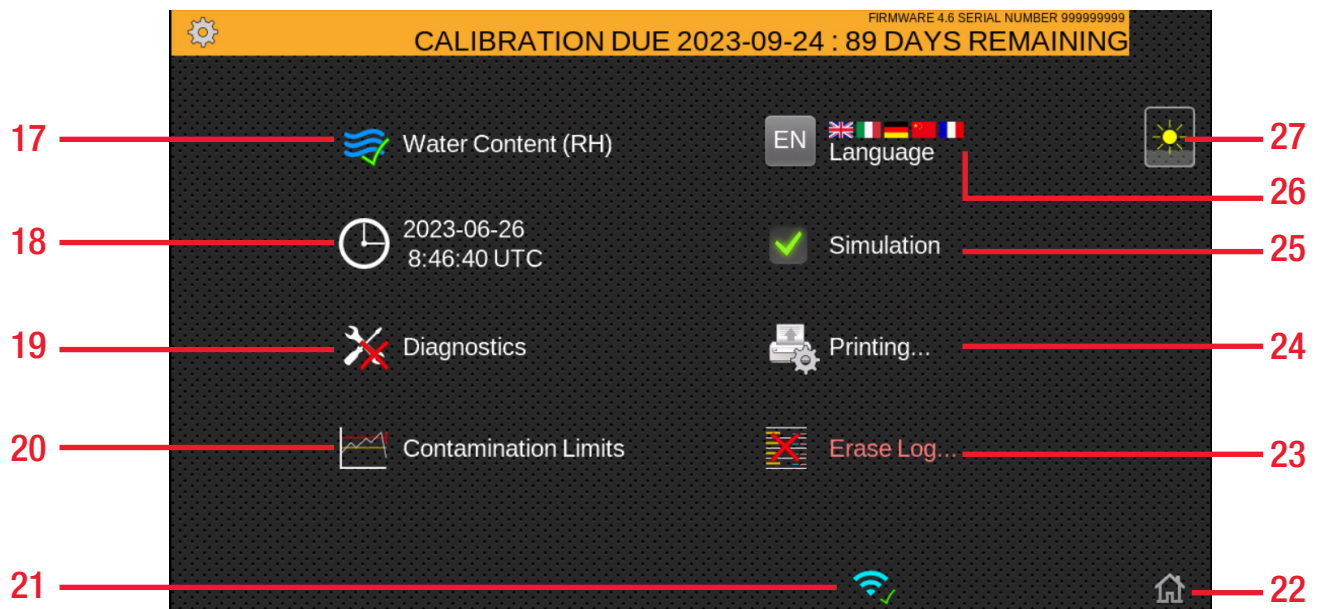 FIRMWARE 4.6 SERIAL NUMBER 999999999
CALIBRATION DUE 2023-09-24 : 89 DAYS REMAINING
17
Water Content (RH)
EN
Language
27
26
18
2023-06-26
8:46:40 UTC
Simulation
25
19
Diagnostics
Printing...
24
20
Contamination Limits
Erase Log...
23
21
22